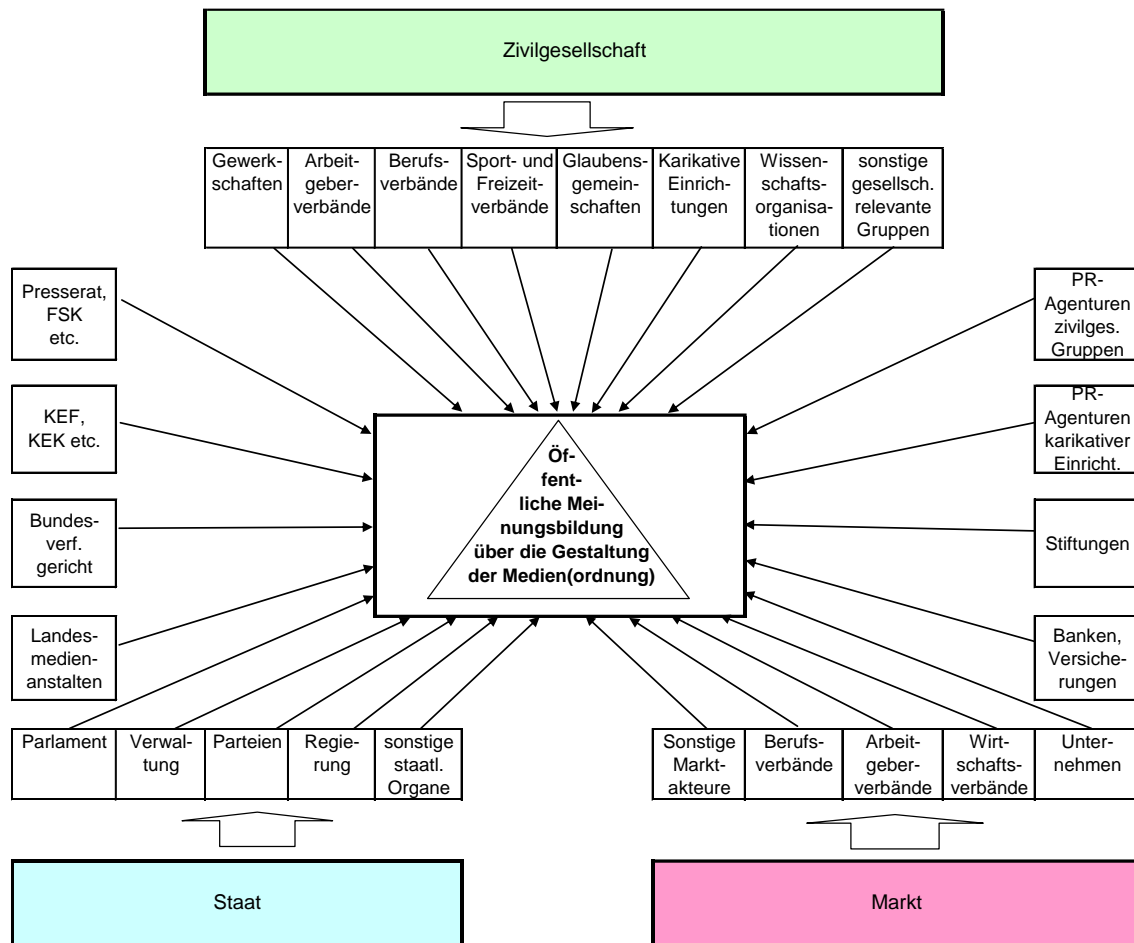 Zivilgesellschaft
Gewerk-
schaften
Arbeit-
geber-
verbände
Berufs-
verbände
Sport- und
Freizeit-
verbände
Glaubens-
gemein-
schaften
Karikative
Einrich-
tungen
Wissen-
schafts-
organisa-
tionen
sonstige
gesellsch.
relevante
Gruppen
Presserat,
FSK
etc.
PR-
Agenturen
zivilges.
Gruppen
KEF,
KEK etc.
PR-
Agenturen
karikativer
Einricht.
Öf-
fent-
liche Mei-
nungsbildung
über die Gestaltung
der Medien(ordnung)
Bundes-
verf.
gericht
Stiftungen
Landes-
medien-
anstalten
Banken,
Versiche-
rungen
Parlament
Verwal-
tung
Parteien
Regie-
rung
sonstige
staatl.
Organe
Sonstige
Markt-
akteure
Berufs-
verbände
Arbeit-
geber-
verbände
Wirt-
schafts-
verbände
Unter-
nehmen
Staat
Markt